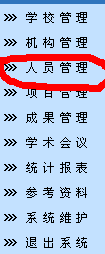 >>> 学校管理
>>> 机构管理
>>> 人员管理
>>> 项目管理
>>> 成果管理
>>> 学术会议
>>> 统计报表
>>> 参考资料
>>> 系统维护
>>> 退出系统